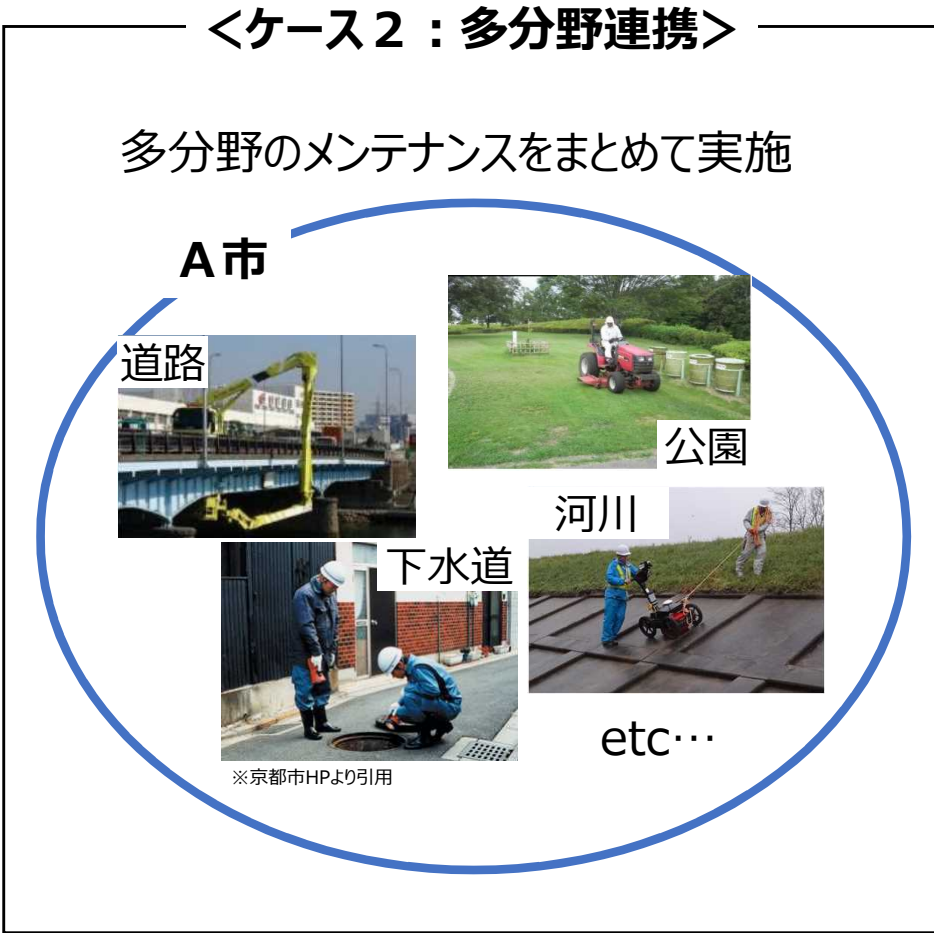 ＜ケース２：多分野連携＞
多分野のメンテナンスをまとめて実施
Ａ市
道路
公園
河川
下水道
etc…
※京都市HPより引用